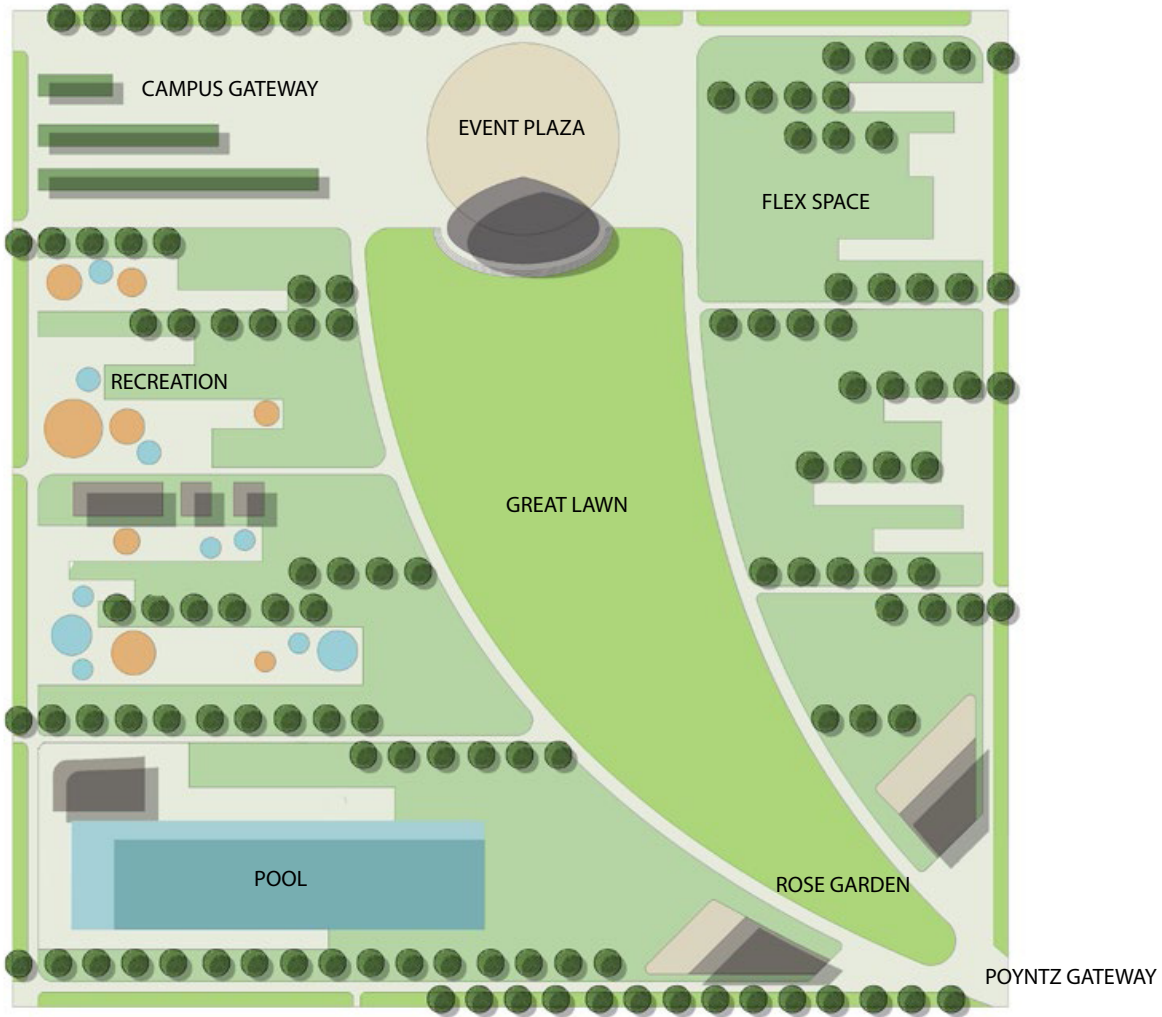 CAMPUS GATEWAY
EVENT PLAZA
FLEX SPACE
RECREATION
GREAT LAWN
POOL
ROSE GARDEN
POYNTZ GATEWAY